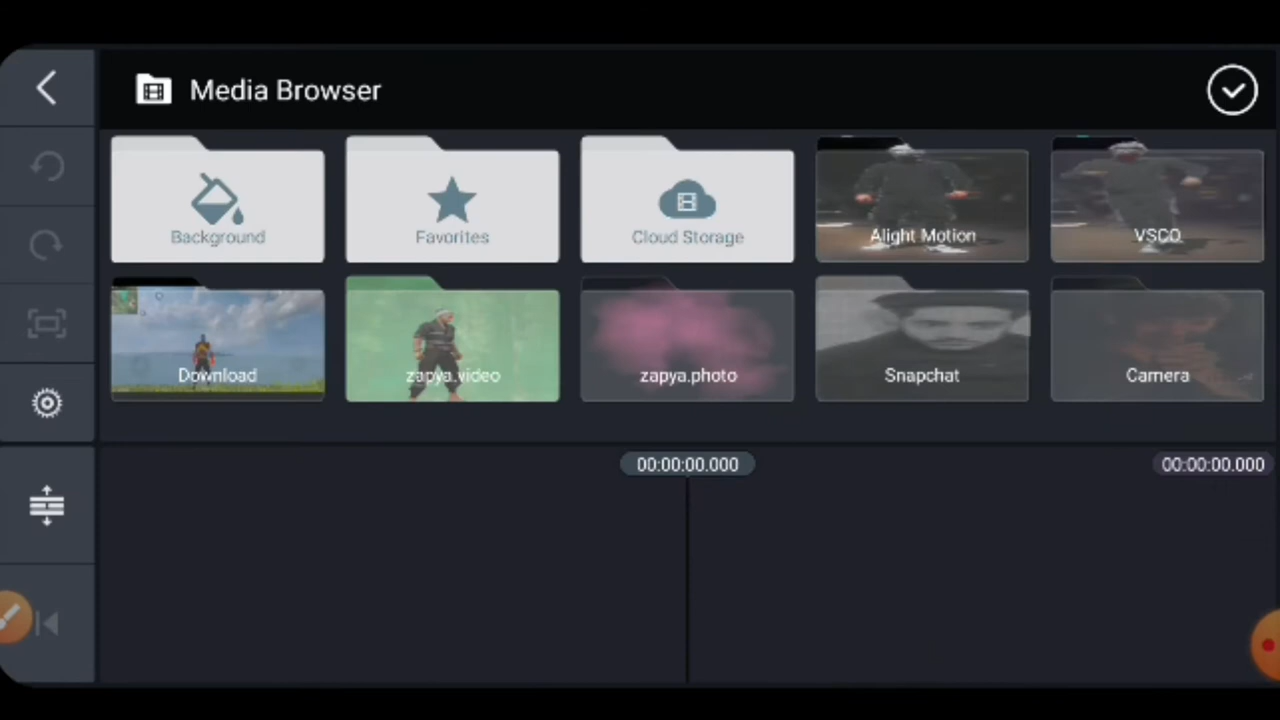 Media Browser
Background
Favorites
Cloud Storage
Alight Motion
VSCO
Download
zapya.video
zapya.photo
Snapchat
Camera
00:00:00.000
00:00:00.000